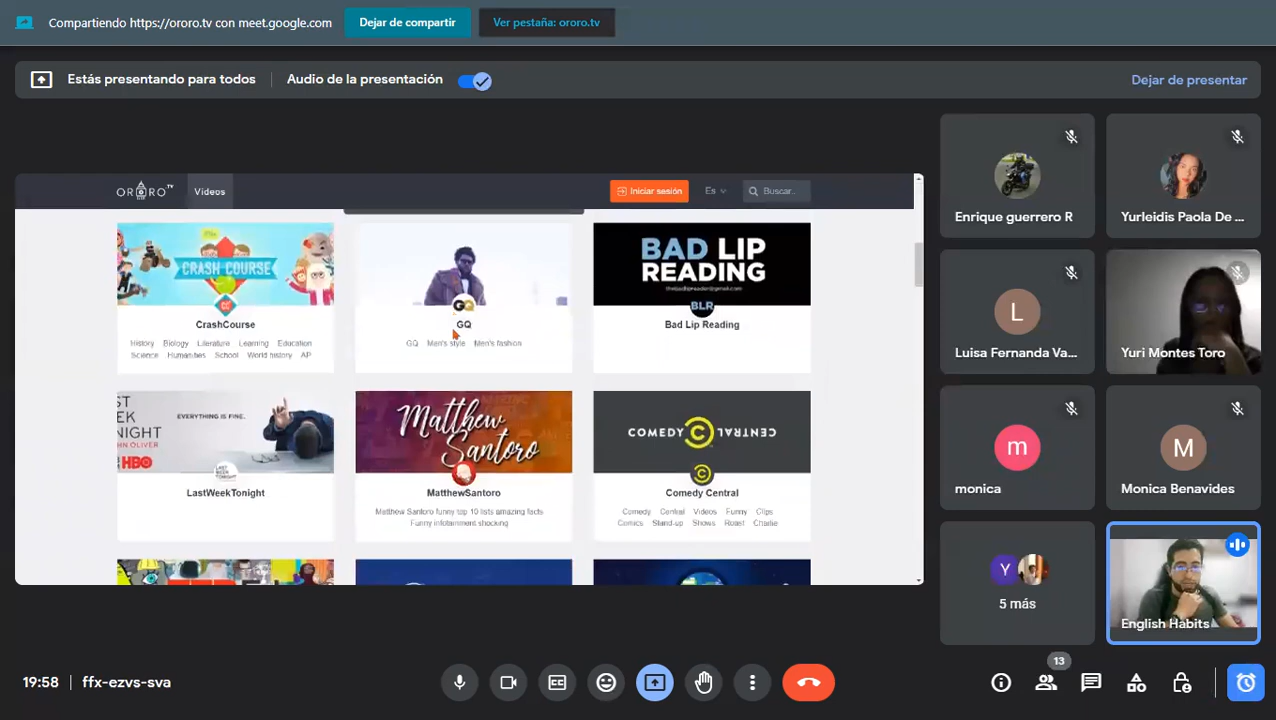 Compartiendo https://ororo.tv con meet.google.com
Dejar de compartir
Ver pestaña: ororo.tv
Estás presentando para todos
Audio de la presentación
Dejar de presentar
ORORO TV
Videos
Iniciar sesión
Es
Buscar...
CRASH COURSE
CC
CrashCourse
History Biology Literature Learning Education
Science Humanities School World history AP
GQ
GQ
GQ Men's style Men's fashion
BAD LIP
READING
BLR
Bad Lip Reading
EVERYTHING IS FINE.
HBO
LastWeekTonight
Matthew
Santoro
MatthewSantoro
Matthew Santoro funny top 10 lists amazing facts
Funny infotainment shocking
COMEDY CENTRAL
Comedy Central
Comedy Central Videos Funny Clips
Comics Stand-up Shows Roast Charlie
Enrique guerrero R
Yurleidis Paola De ...
L
Luisa Fernanda Va...
Yuri Montes Toro
m
monica
M
Monica Benavides
Y
5 más
English Habits
19:58 | ffx-ezvs-sva
13